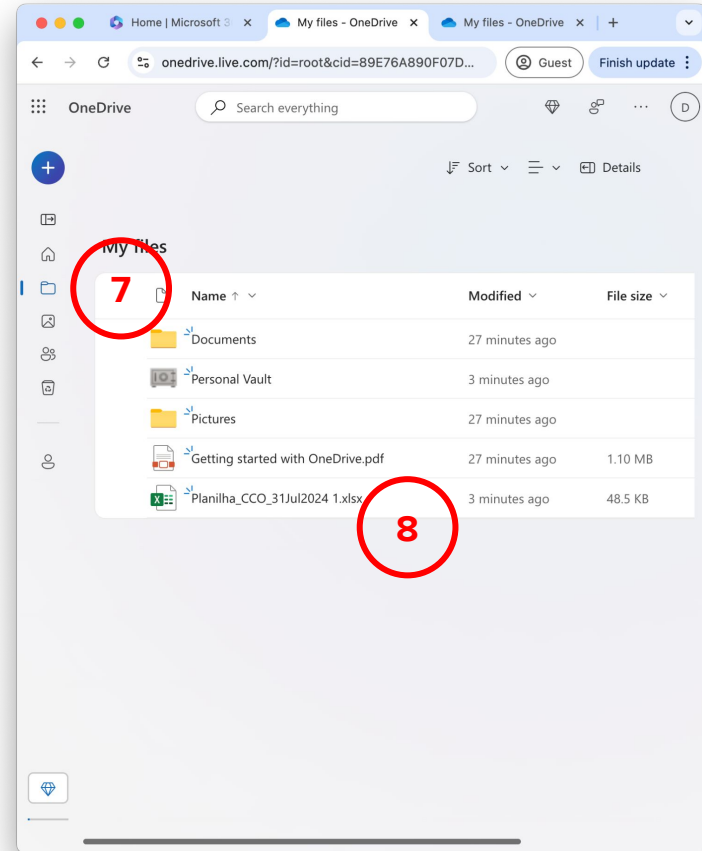 Home | Microsoft 3
My files - OneDrive
My files - OneDrive
onedrive.live.com/?id=root&cid=89E76A890F07D...
Guest
Finish update
OneDrive
Search everything
D
Sort
Details
My files
7
Name
Modified
File size
Documents
27 minutes ago
Personal Vault
3 minutes ago
Pictures
27 minutes ago
Getting started with OneDrive.pdf
27 minutes ago
1.10 MB
Planilha_CCO_31Jul2024 1.xlsx
3 minutes ago
48.5 KB
8